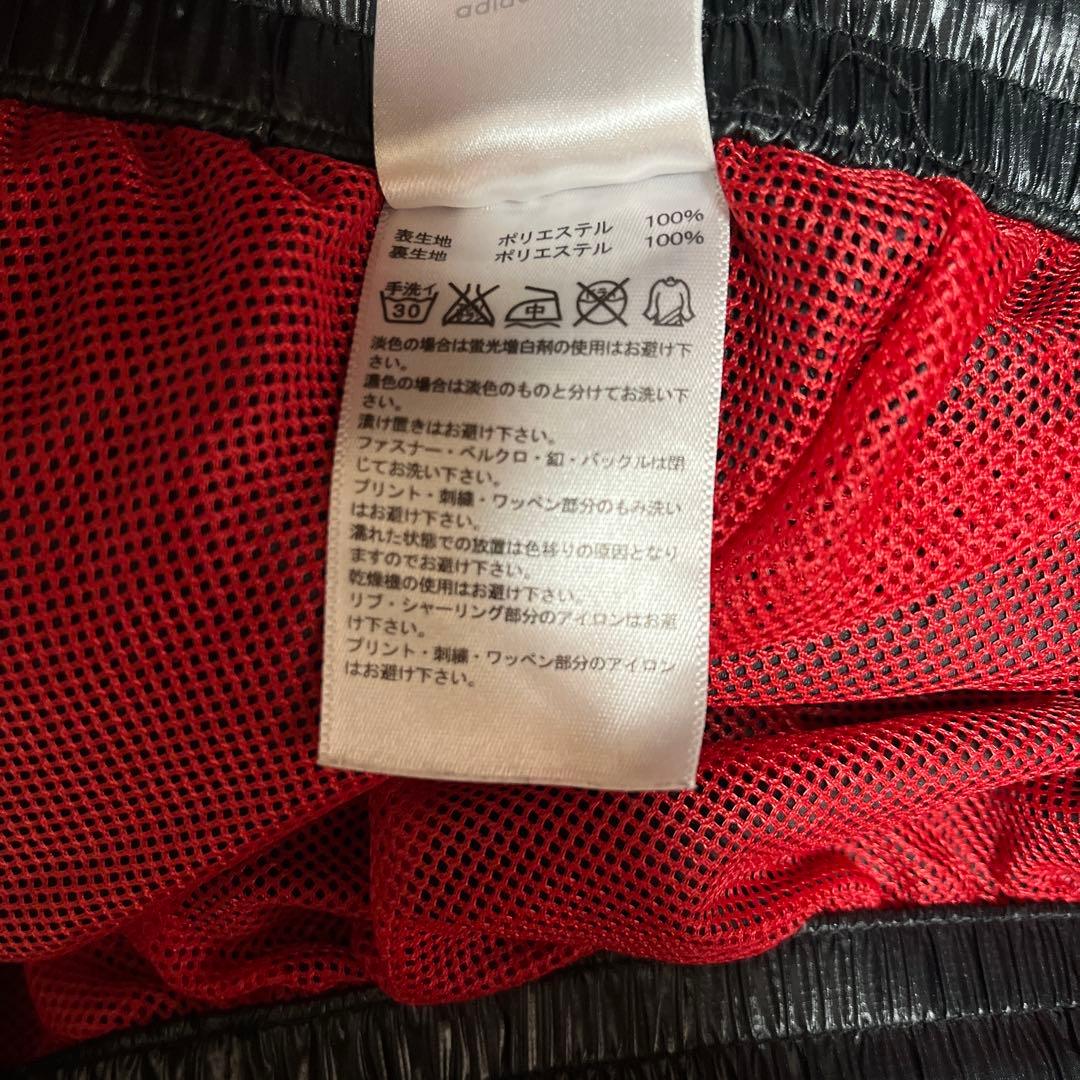 adidas
表生地 ポリエステル 100%
裏生地 ポリエステル 100%
手洗イ
30
中
淡色の場合は蛍光増白剤の使用はお避け下
さい。
濃色の場合は淡色のものと分けてお洗い下
さい。
漬け置きはお避け下さい。
ファスナー・ベルクロ・釦・バックルは閉
じてお洗い下さい。
プリント・刺繍・ワッペン部分のもみ洗い
はお避け下さい。
濡れた状態での放置は色移りの原因となり
ますのでお避け下さい。
乾燥機の使用はお避け下さい。
リブ・シャーリング部分のアイロンはお避
け下さい。
プリント・刺繍・ワッペン部分のアイロン
はお避け下さい。